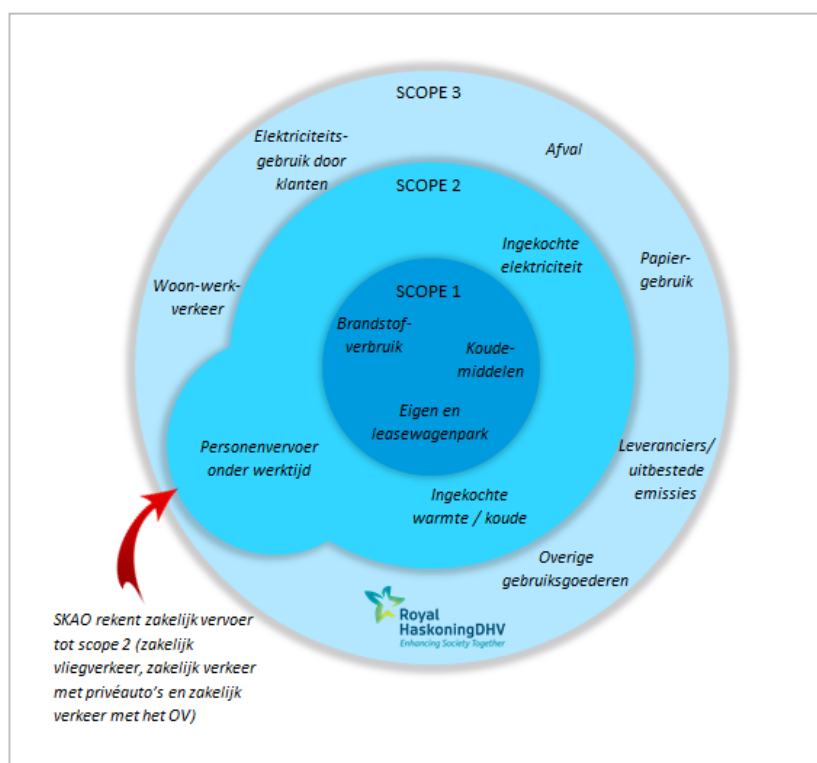 SCOPE 3
Elektriciteits-
gebruik door
klanten
Afval
SCOPE 2
Ingekochte
elektriciteit
Papier-
gebruik
Woon-werk-
verkeer
SCOPE 1
Brandstof-
verbruik
Koude-
middelen
Eigen en
leasewagenpark
Personenvervoer
onder werktijd
Leveranciers/
uitbestede
emissies
Ingekochte
warmte / koude
Overige
gebruiksgoederen
Royal
HaskoningDHV
Enhancing Society Together
SKAO rekent zakelijk vervoer
tot scope 2 (zakelijk
vliegverkeer, zakelijk verkeer
met privéauto's en zakelijk
verkeer met het OV)